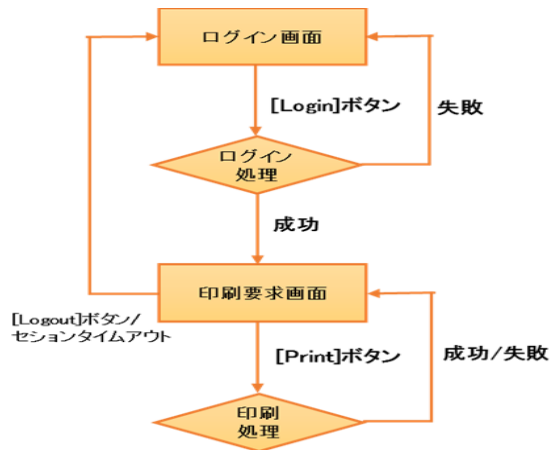 ログイン画面
[Login]ボタン
失敗
ログイン
処理
成功
印刷要求画面
[Logout]ボタン/
セションタイムアウト
[Print]ボタン
成功/失敗
印刷
処理